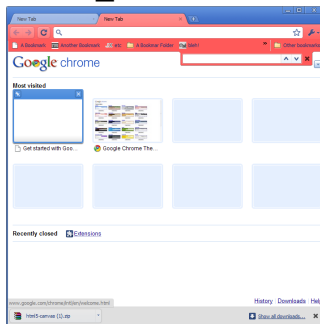 New Tab
New Tab
A Bookmark
Another Bookmark
etc
A Bookmark Folder
Other bookmarks
Google chrome
Most visited
Get started with Goo...
Google Chrome The...
Recently closed
Extensions
www.google.com/chrome/intl/en/welcome.html
History - Downloads - Help
html5-canvas (1).zip
Show all downloads...